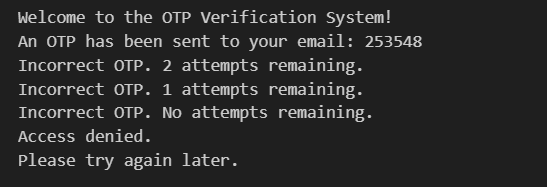 Welcome to the OTP Verification System!
An OTP has been sent to your email: 253548
Incorrect OTP. 2 attempts remaining.
Incorrect OTP. 1 attempts remaining.
Incorrect OTP. No attempts remaining.
Access denied.
Please try again later.